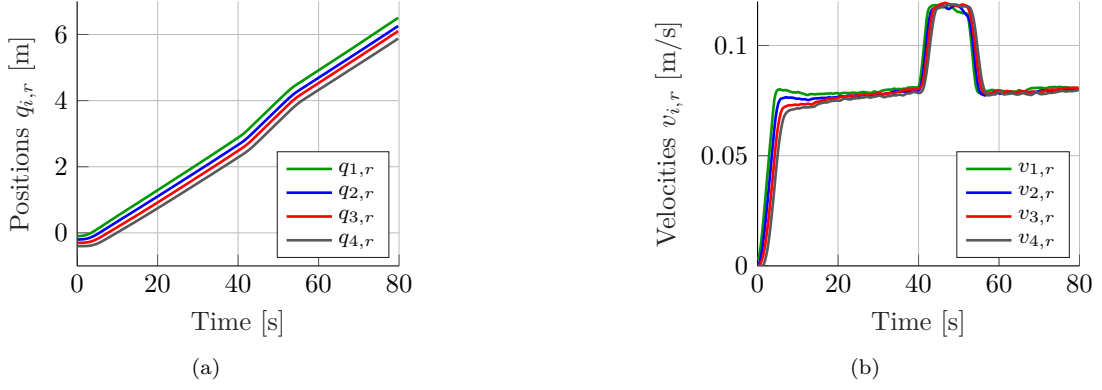 Positions q_{i,r} [m]
6
4
2
0
q_{1,r}
q_{2,r}
q_{3,r}
q_{4,r}
0 20 40 60 80
Time [s]
(a)
Velocities v_{i,r} [m/s]
0.1
0.05
0
v_{1,r}
v_{2,r}
v_{3,r}
v_{4,r}
0 20 40 60 80
Time [s]
(b)